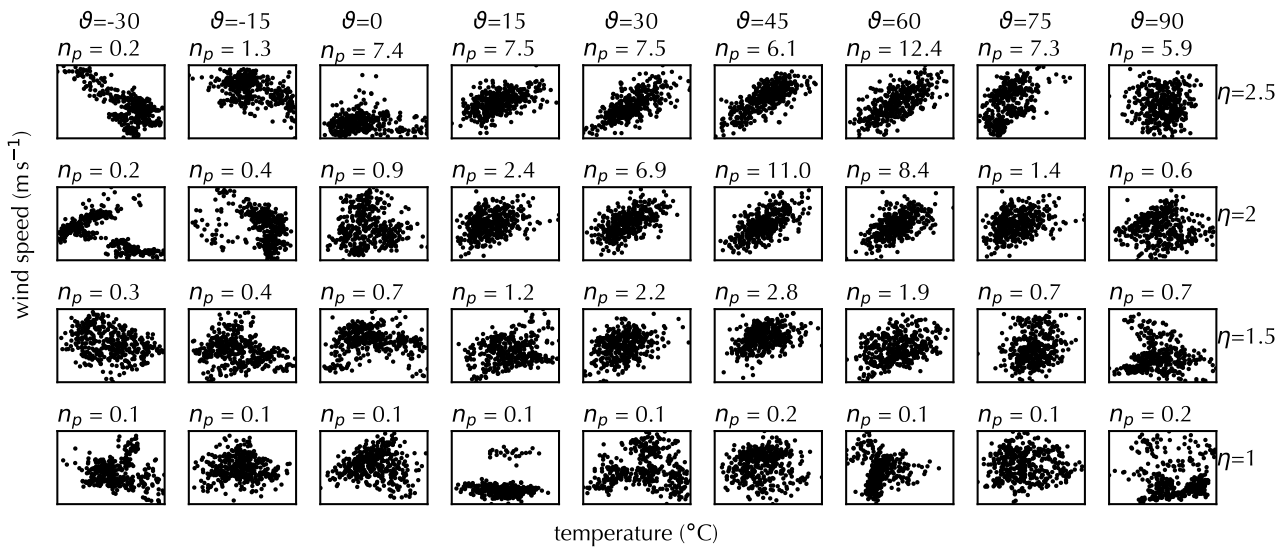 ϑ=-30 ϑ=-15 ϑ=0 ϑ=15 ϑ=30 ϑ=45 ϑ=60 ϑ=75 ϑ=90
n_p = 0.2 n_p = 1.3 n_p = 7.4 n_p = 7.5 n_p = 7.5 n_p = 6.1 n_p = 12.4 n_p = 7.3 n_p = 5.9
η=2.5
n_p = 0.2 n_p = 0.4 n_p = 0.9 n_p = 2.4 n_p = 6.9 n_p = 11.0 n_p = 8.4 n_p = 1.4 n_p = 0.6
η=2
wind speed (m s⁻¹)
n_p = 0.3 n_p = 0.4 n_p = 0.7 n_p = 1.2 n_p = 2.2 n_p = 2.8 n_p = 1.9 n_p = 0.7 n_p = 0.7
η=1.5
n_p = 0.1 n_p = 0.1 n_p = 0.1 n_p = 0.1 n_p = 0.1 n_p = 0.2 n_p = 0.1 n_p = 0.1 n_p = 0.2
η=1
temperature (°C)